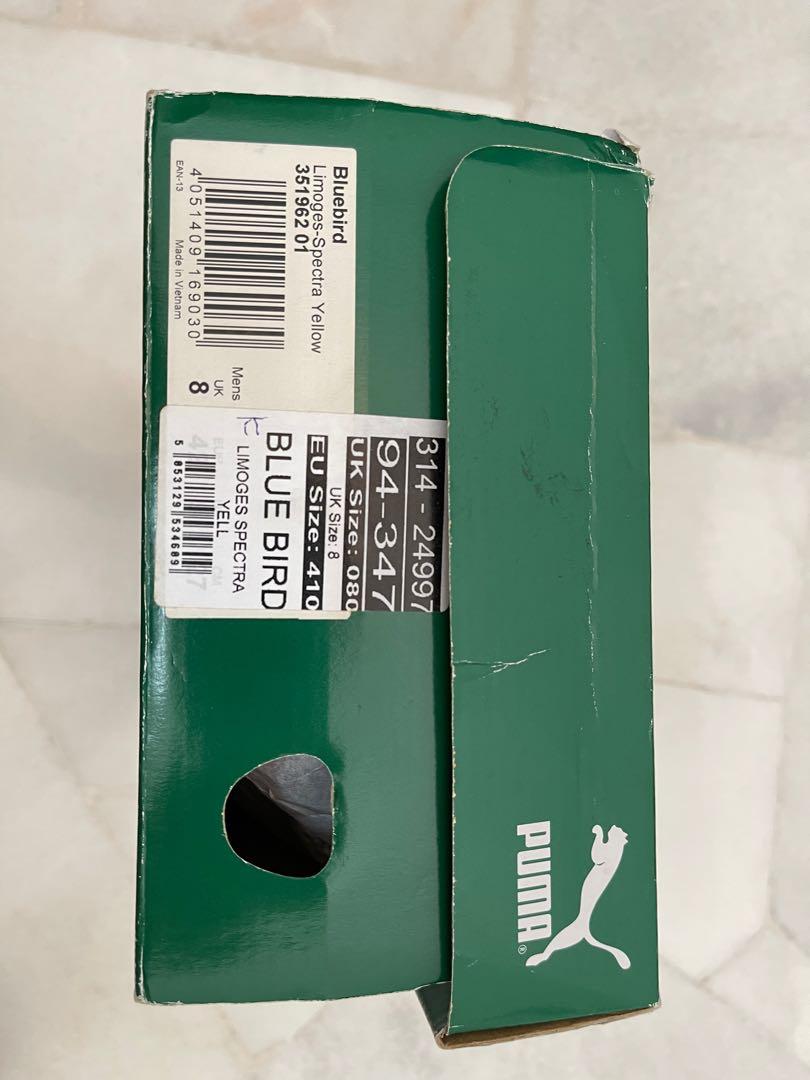 Bluebird
Limoges-Spectra Yellow
351962 01
4 051409 169030
EAN-13
Made in Vietnam
Mens
UK
8
314 - 24997
94-347
UK Size: 080
UK Size: 8
EU Size: 410
BLUE BIRD
LIMOGES SPECTRA
YELL
5 853129 534689
PUMA®